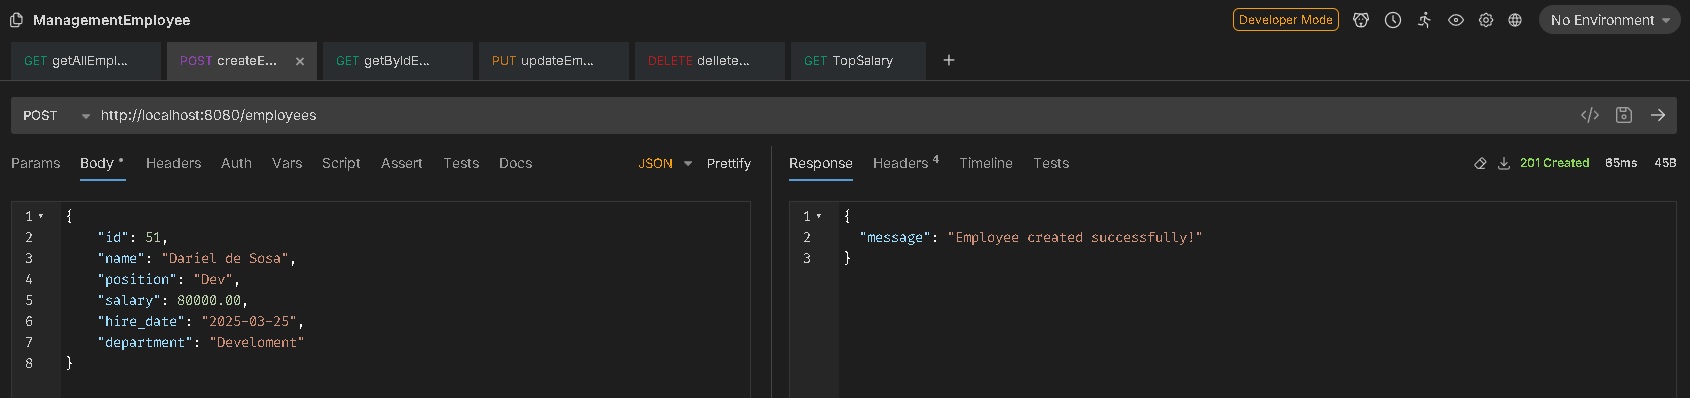 ManagementEmployee
Developer Mode
No Environment
GET getAllEmpl...
POST createE...
GET getByIdE...
PUT updateEm...
DELETE dellete...
GET TopSalary
POST http://localhost:8080/employees
Params Body Headers Auth Vars Script Assert Tests Docs JSON Prettify
Response Headers 4 Timeline Tests 201 Created 65ms 45B
1 {
2 "id": 51,
3 "name": "Dariel de Sosa",
4 "position": "Dev",
5 "salary": 80000.00,
6 "hire_date": "2025-03-25",
7 "department": "Develoment"
8 }
1 {
2 "message": "Employee created successfully!"
3 }